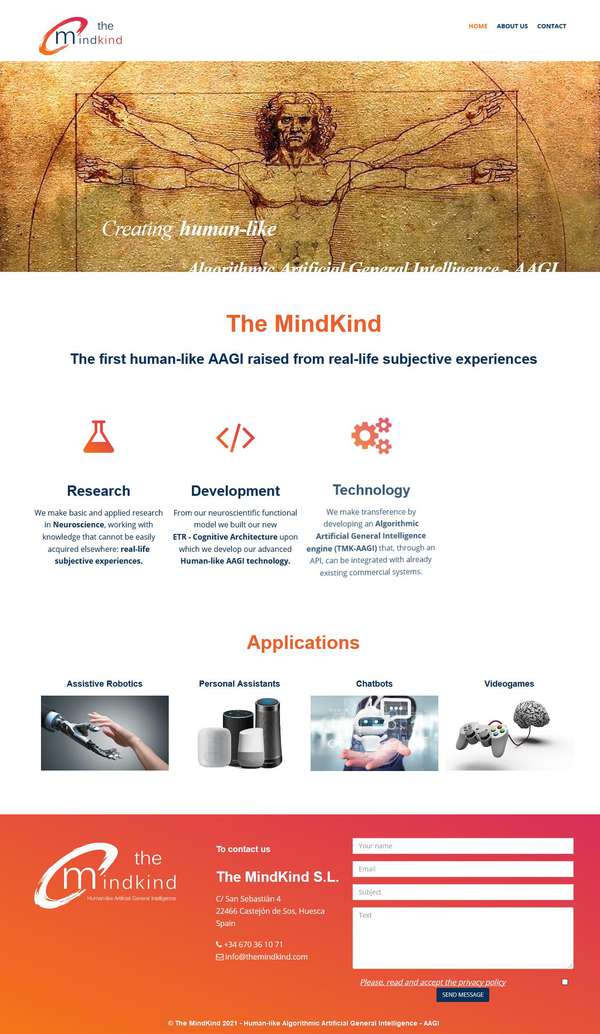 the
mindkind
HOME ABOUT US CONTACT
Creating human-like
Algorithmic Artificial General Intelligence - AAGI
The MindKind
The first human-like AAGI raised from real-life subjective experiences
Research
We make basic and applied research
in Neuroscience, working with
knowledge that cannot be easily
acquired elsewhere: real-life
subjective experiences.
Development
From our neuroscientific functional
model we built our new
ETR - Cognitive Architecture upon
which we develop our advanced
Human-like AAGI technology.
Technology
We make transference by
developing an Algorithmic
Artificial General Intelligence
engine (TMK-AAGI) that, through an
API, can be integrated with already
existing commercial systems.
Applications
Assistive Robotics
Personal Assistants
Chatbots
Videogames
the
mindkind
Human-like Artificial General Intelligence
To contact us
The MindKind S.L.
C/ San Sebastián 4
22466 Castejón de Sos, Huesca
Spain
+34 670 36 10 71
info@themindkind.com
Your name
Email
Subject
Text
Please, read and accept the privacy policy
SEND MESSAGE
© The MindKind 2021 - Human-like Algorithmic Artificial General Intelligence - AAGI